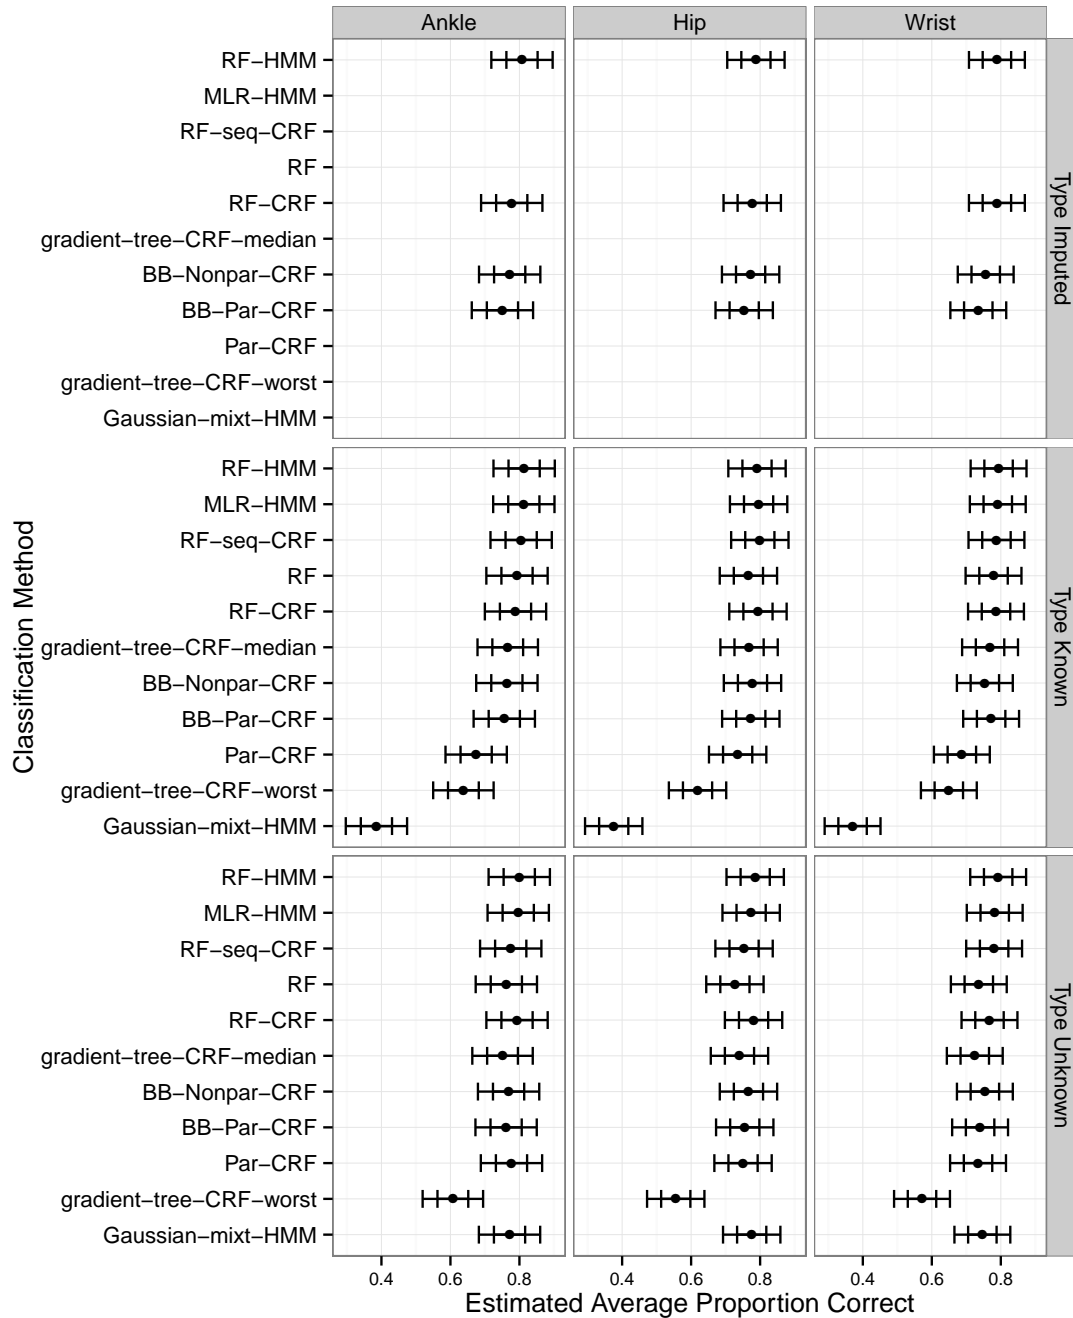 Ankle Hip Wrist
RF−HMM
MLR−HMM
RF−seq−CRF
RF
RF−CRF
gradient−tree−CRF−median
BB−Nonpar−CRF
BB−Par−CRF
Par−CRF
gradient−tree−CRF−worst
Gaussian−mixt−HMM
Type Imputed
RF−HMM
MLR−HMM
RF−seq−CRF
RF
RF−CRF
gradient−tree−CRF−median
BB−Nonpar−CRF
BB−Par−CRF
Par−CRF
gradient−tree−CRF−worst
Gaussian−mixt−HMM
Type Known
Classification Method
RF−HMM
MLR−HMM
RF−seq−CRF
RF
RF−CRF
gradient−tree−CRF−median
BB−Nonpar−CRF
BB−Par−CRF
Par−CRF
gradient−tree−CRF−worst
Gaussian−mixt−HMM
Type Unknown
0.4 0.6 0.8 0.4 0.6 0.8 0.4 0.6 0.8
Estimated Average Proportion Correct